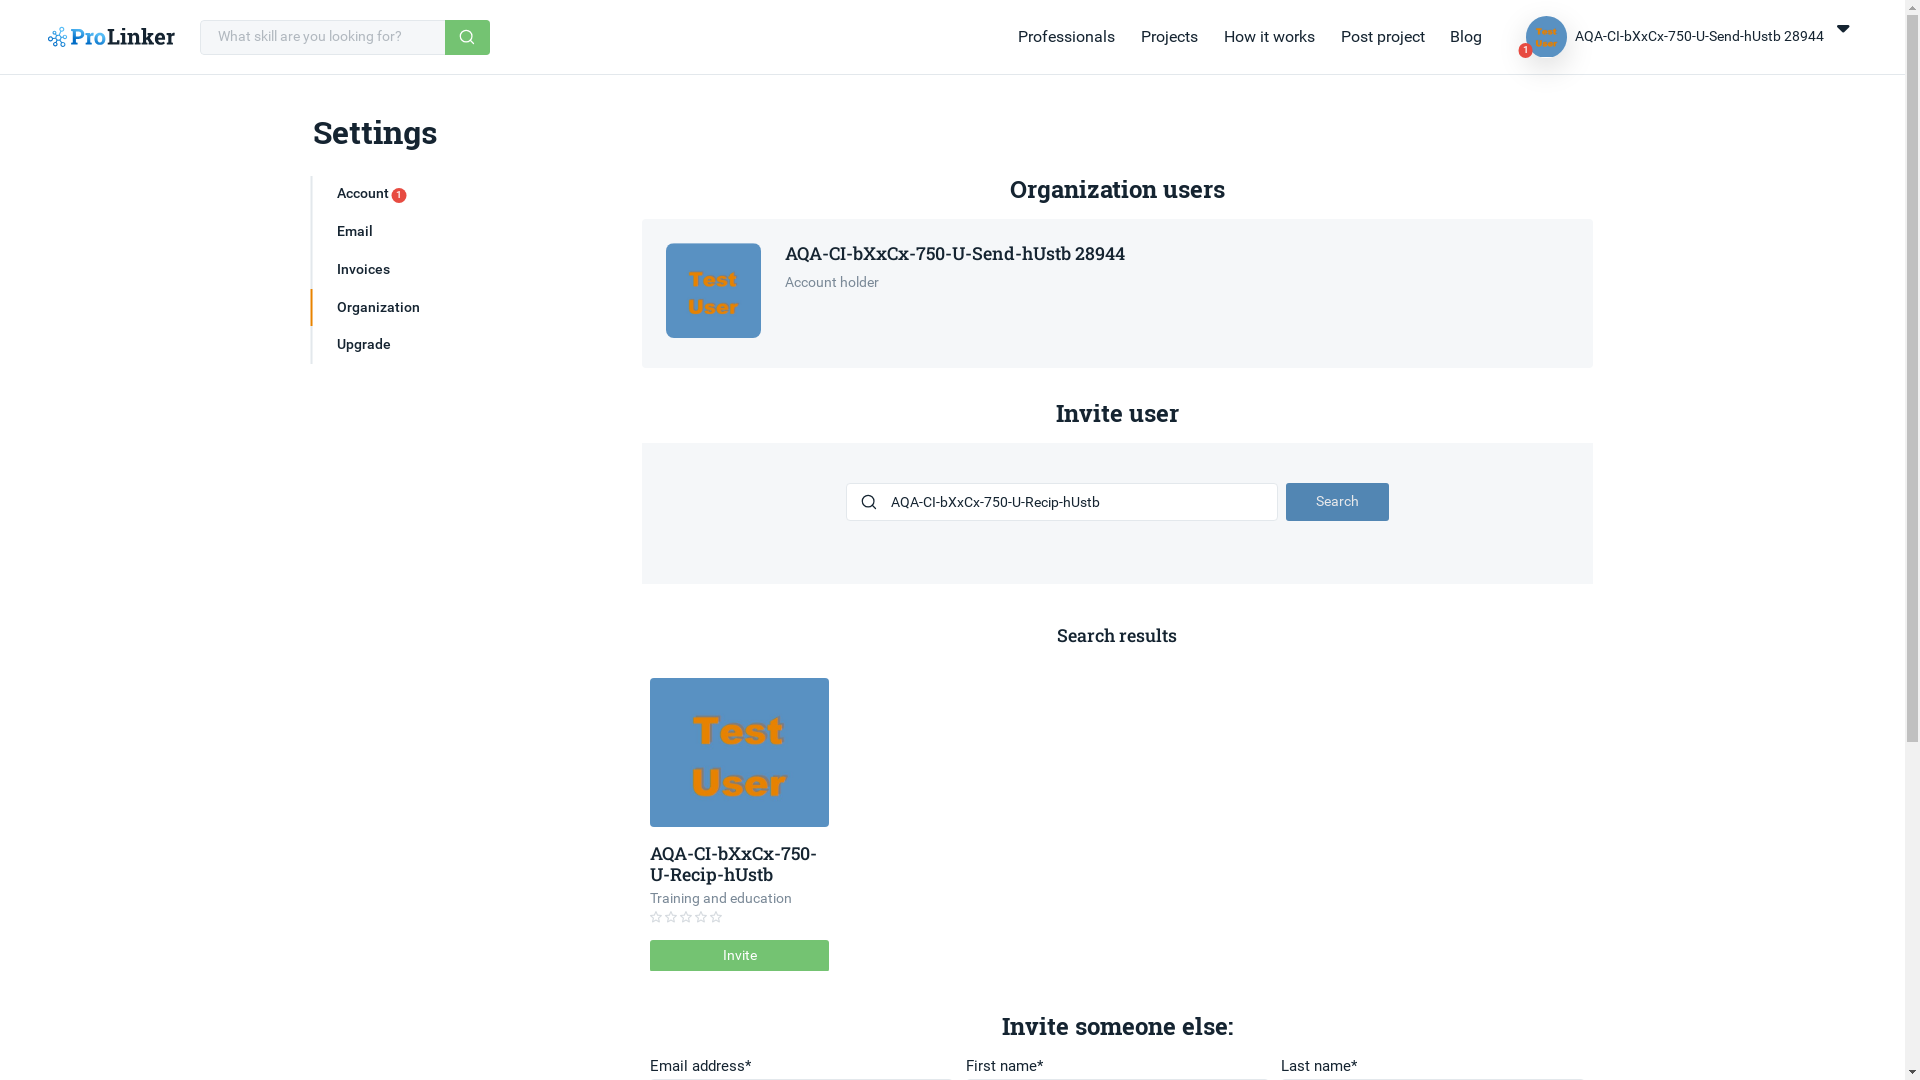 ProLinker
What skill are you looking for?
Professionals
Projects
How it works
Post project
Blog
Test
User
1
AQA-CI-bXxCx-750-U-Send-hUstb 28944
Settings
Account 1
Email
Invoices
Organization
Upgrade
Organization users
Test
User
AQA-CI-bXxCx-750-U-Send-hUstb 28944
Account holder
Invite user
AQA-CI-bXxCx-750-U-Recip-hUstb
Search
Search results
Test
User
AQA-CI-bXxCx-750-
U-Recip-hUstb
Training and education
Invite
Invite someone else:
Email address*
First name*
Last name*